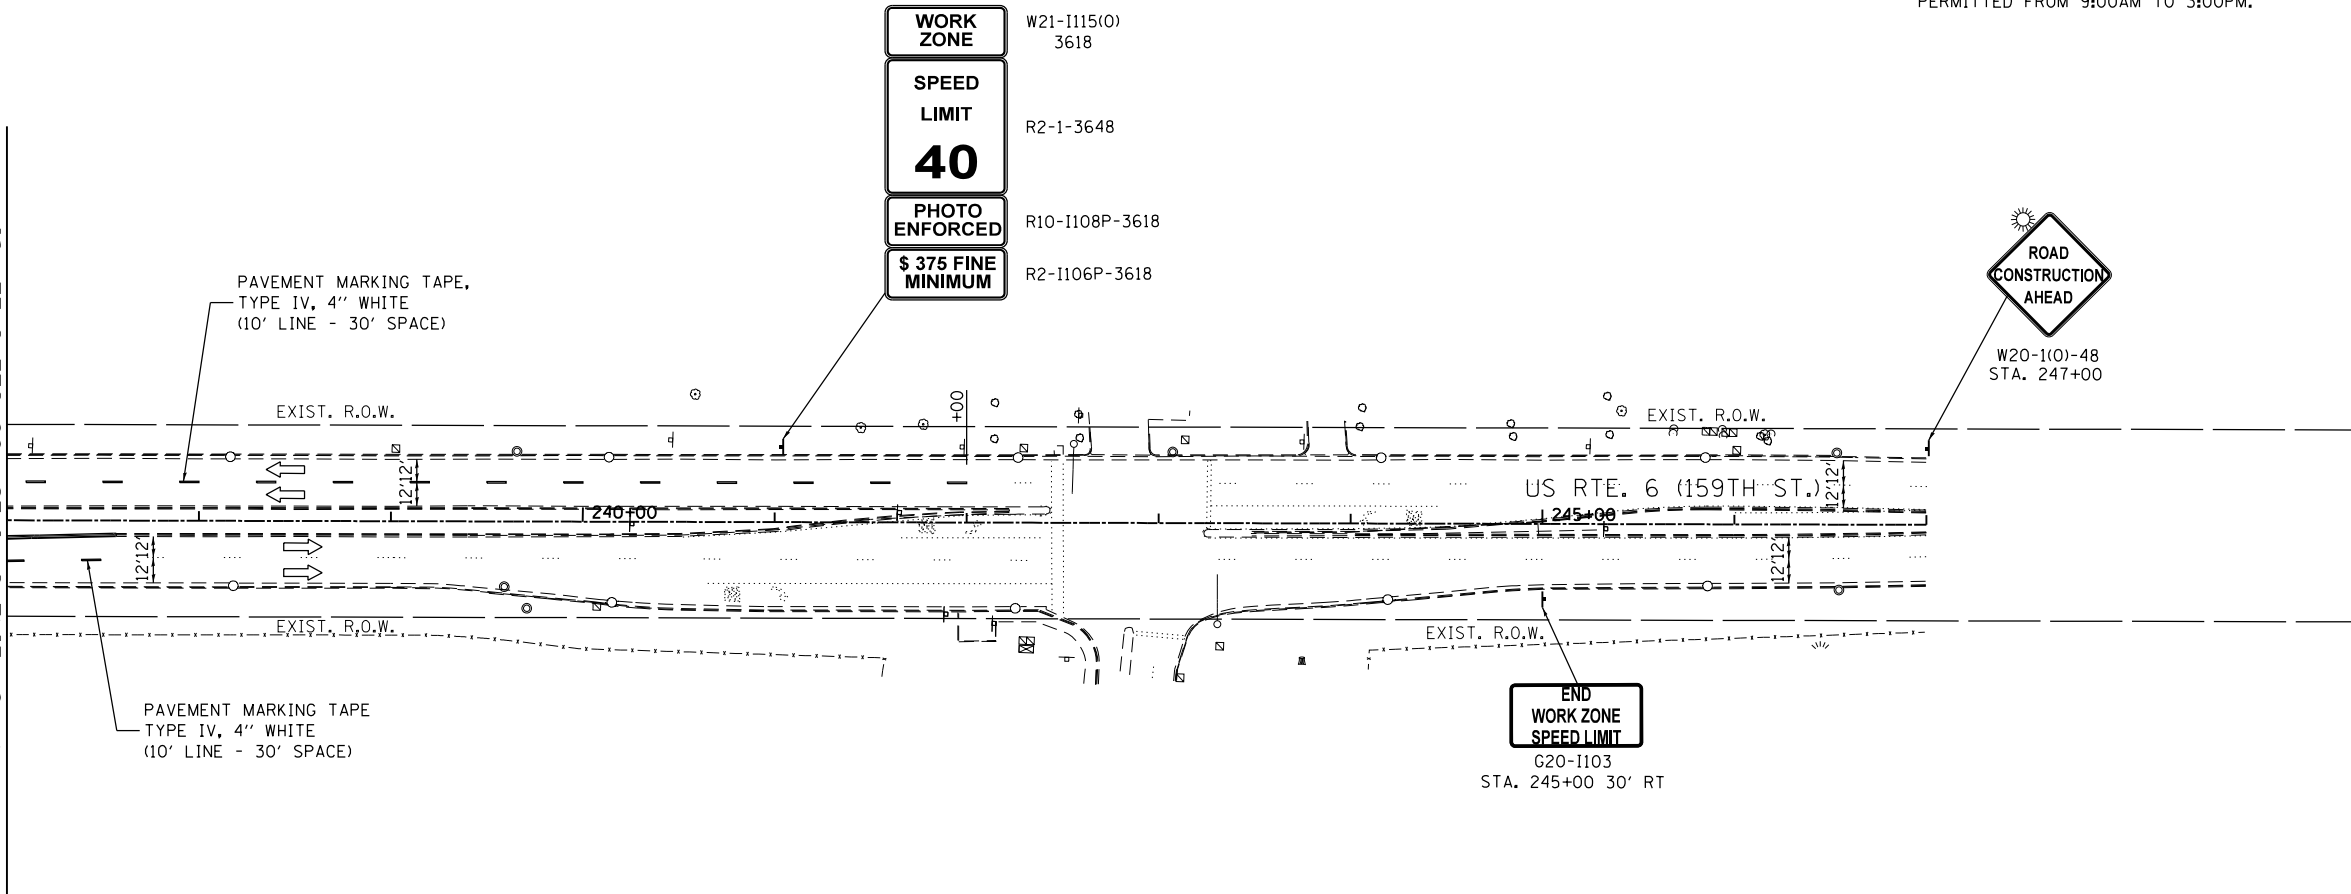 PERMITTED FROM 9:00AM TO 3:00PM.
WORK
ZONE
W21-I115(O)
3618
SPEED
LIMIT
40
R2-1-3648
PHOTO
ENFORCED
R10-I108P-3618
$ 375 FINE
MINIMUM
R2-I106P-3618
ROAD
CONSTRUCTION
AHEAD
W20-1(O)-48
STA. 247+00
PAVEMENT MARKING TAPE,
TYPE IV, 4'' WHITE
(10' LINE - 30' SPACE)
EXIST. R.O.W.
+00
EXIST. R.O.W.
12'12'
US RTE. 6 (159TH ST.)
12'12'
240+00
245+00
12'12'
12'12'
EXIST. R.O.W.
EXIST. R.O.W.
PAVEMENT MARKING TAPE
TYPE IV, 4'' WHITE
(10' LINE - 30' SPACE)
END
WORK ZONE
SPEED LIMIT
G20-I103
STA. 245+00 30' RT